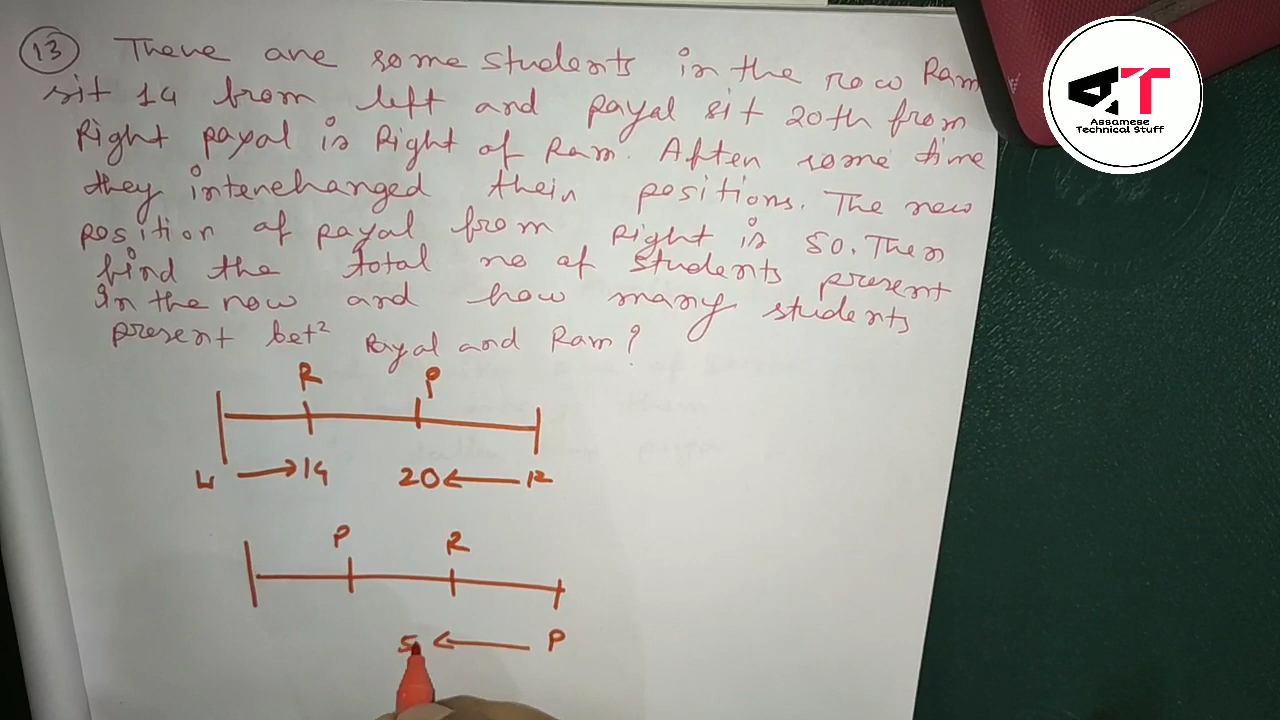 13 There are some students in the row Ram
sit 14 from left and payal sit 20th from
Right payal is Right of Ram. After some time
they interchanged their positions. The new
position of payal from Right is 50. Then
find the total no of students present
in the row and how many students
present bet² Payal and Ram?
R P
L → 14 20 ← R
P R
5 ← P
AT
Assamese
Technical Stuff